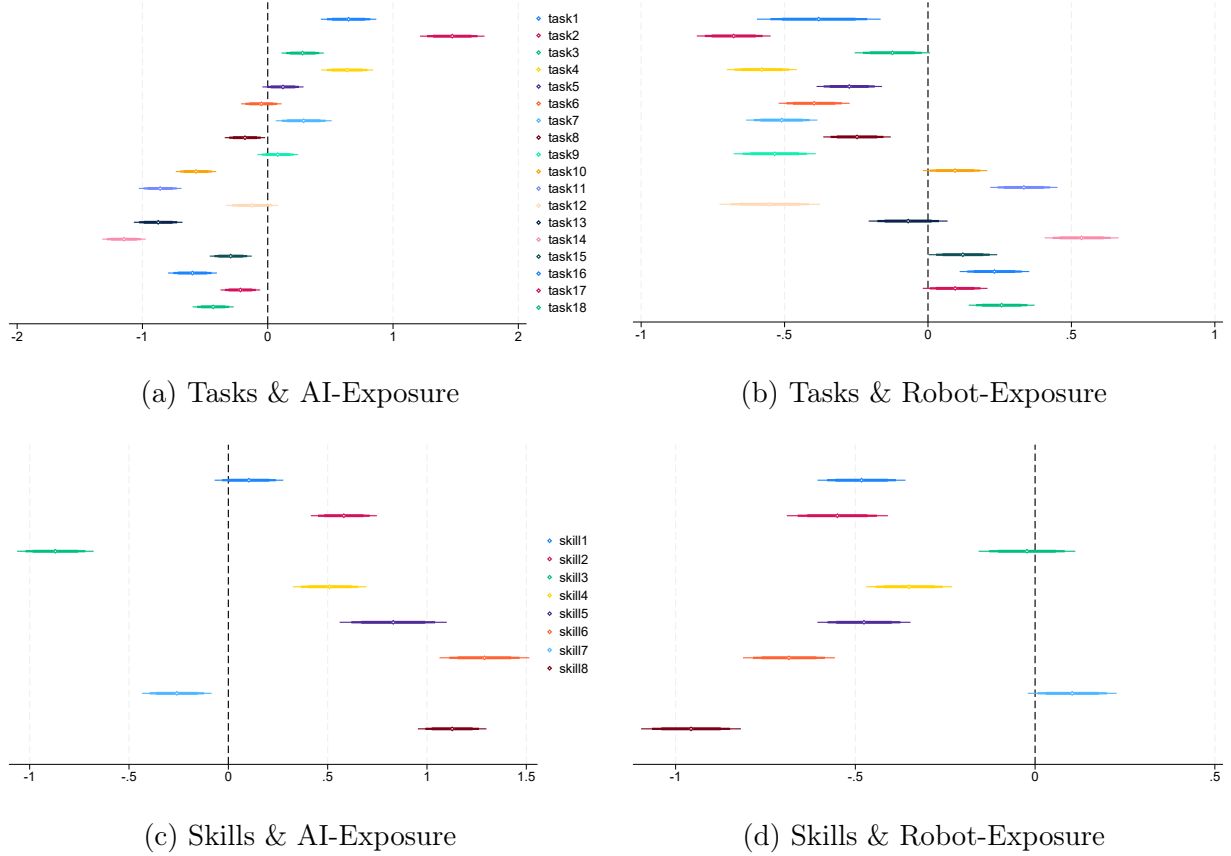 task1
task2
task3
task4
task5
task6
task7
task8
task9
task10
task11
task12
task13
task14
task15
task16
task17
task18
-2 -1 0 1 2
(a) Tasks & AI-Exposure
-1 -.5 0 .5 1
(b) Tasks & Robot-Exposure
skill1
skill2
skill3
skill4
skill5
skill6
skill7
skill8
-1 -.5 0 .5 1 1.5
(c) Skills & AI-Exposure
-1 -.5 0 .5
(d) Skills & Robot-Exposure